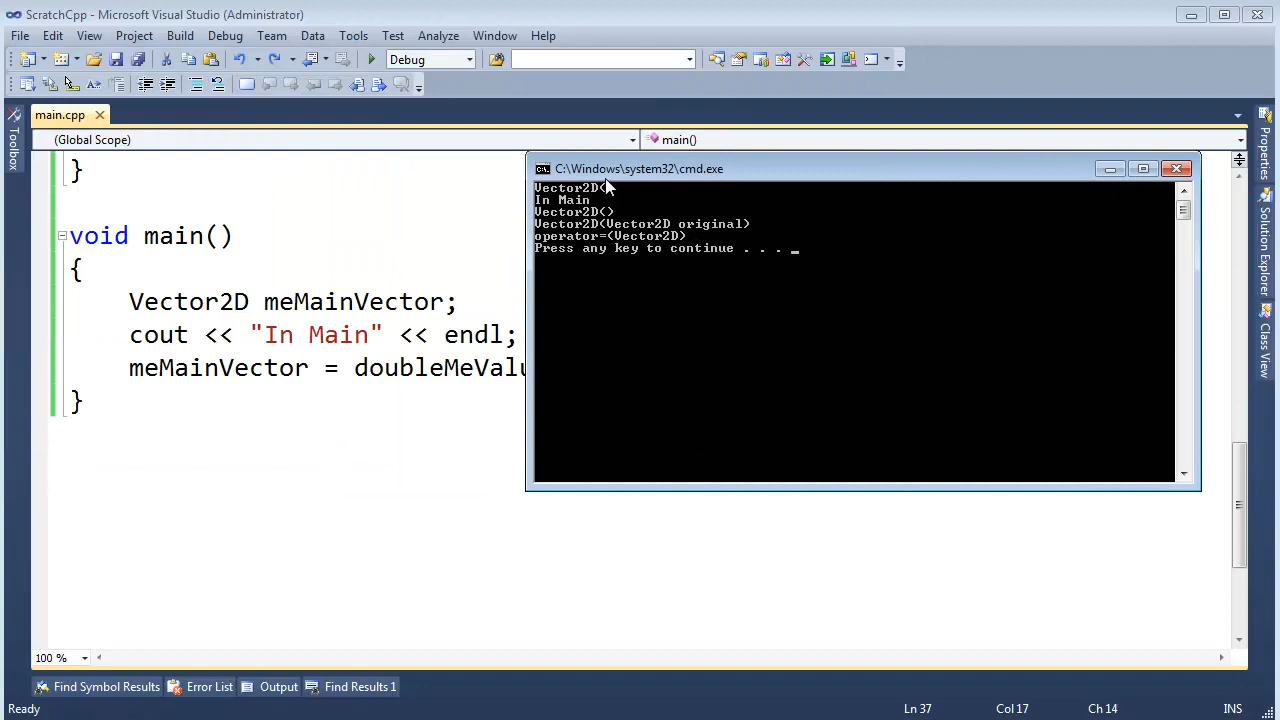 ScratchCpp - Microsoft Visual Studio (Administrator)
File Edit View Project Build Debug Team Data Tools Test Analyze Window Help
Debug
main.cpp
(Global Scope)
main()
Toolbox
Properties
Solution Explorer
Class View
}
void main()
{
Vector2D meMainVector;
cout << "In Main" << endl;
meMainVector = doubleMeValu
}
C:\Windows\system32\cmd.exe
Vector2D(
In Main
Vector2D()
Vector2D(Vector2D original)
operator=(Vector2D)
Press any key to continue . . . _
100 %
Find Symbol Results Error List Output Find Results 1
Ready Ln 37 Col 17 Ch 14 INS